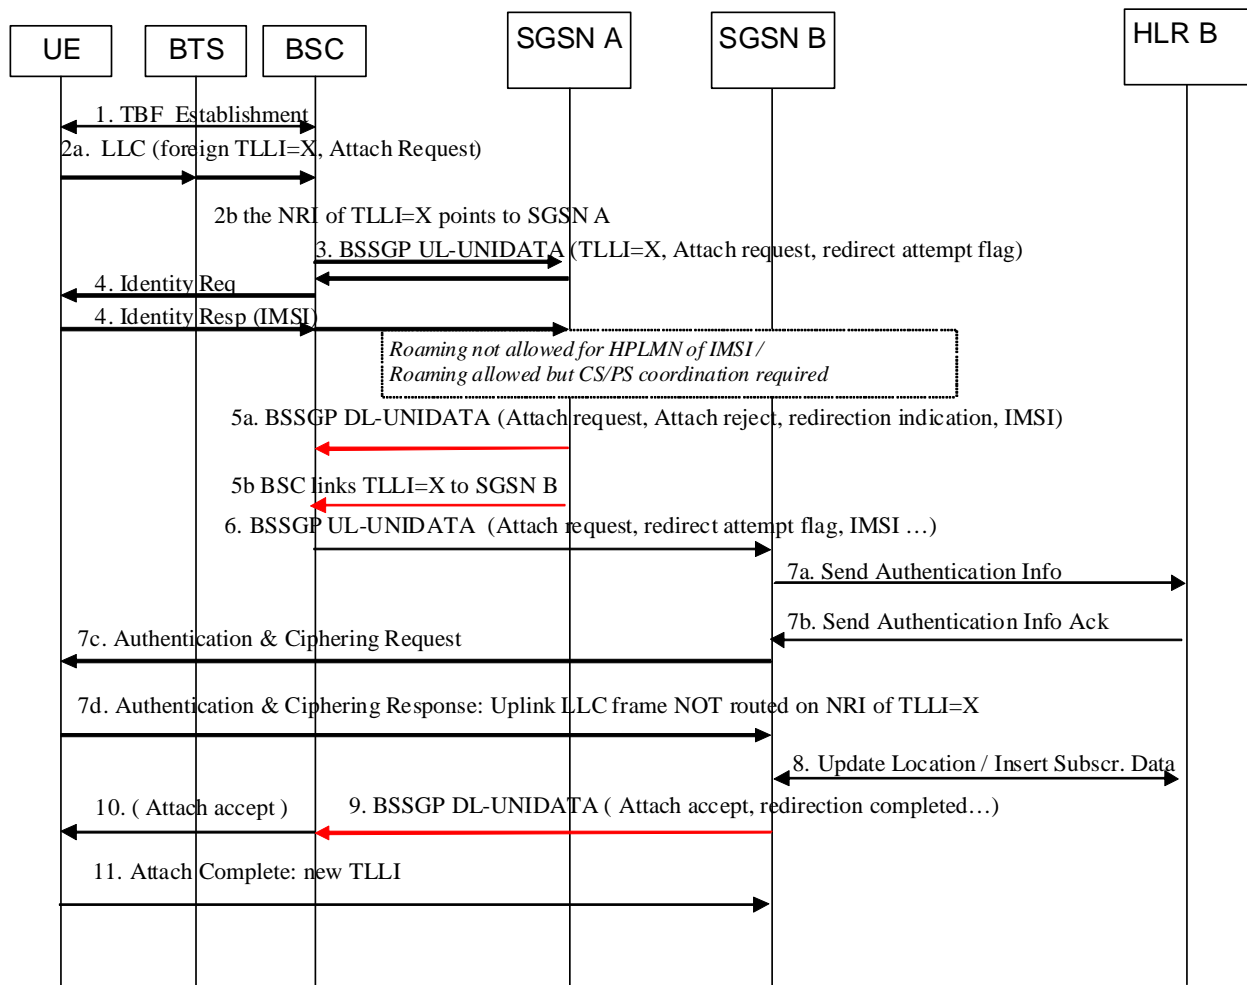 UE
BTS
BSC
SGSN A
SGSN B
HLR B
1. TBF Establishment
2a. LLC (foreign TLLI=X, Attach Request)
2b the NRI of TLLI=X points to SGSN A
3. BSSGP UL-UNIDATA (TLLI=X, Attach request, redirect attempt flag)
4. Identity Req
4. Identity Resp (IMSI)
Roaming not allowed for HPLMN of IMSI /
Roaming allowed but CS/PS coordination required
5a. BSSGP DL-UNIDATA (Attach request, Attach reject, redirection indication, IMSI)
5b BSC links TLLI=X to SGSN B
6. BSSGP UL-UNIDATA (Attach request, redirect attempt flag, IMSI …)
7a. Send Authentication Info
7b. Send Authentication Info Ack
7c. Authentication & Ciphering Request
7d. Authentication & Ciphering Response: Uplink LLC frame NOT routed on NRI of TLLI=X
8. Update Location / Insert Subscr. Data
9. BSSGP DL-UNIDATA ( Attach accept, redirection completed…)
10. ( Attach accept )
11. Attach Complete: new TLLI